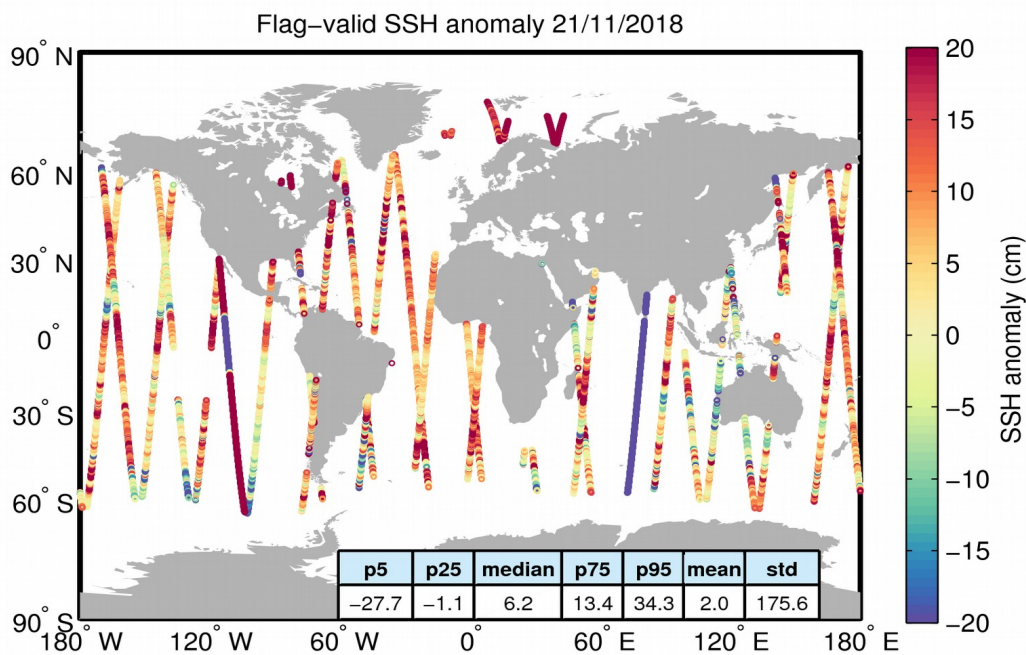 Flag−valid SSH anomaly 21/11/2018
90° N
60° N
30° N
0°
30° S
60° S
90° S
180° W 120° W 60° W 0° 60° E 120° E 180° E
p5 p25 median p75 p95 mean std
−27.7 −1.1 6.2 13.4 34.3 2.0 175.6
20
15
10
5
0
−5
−10
−15
−20
SSH anomaly (cm)